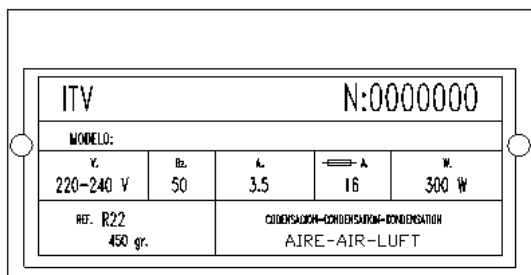 ITV N:0000000
MODELO:
V. Hz. A. A. W.
220-240 V 50 3.5 16 300 W
REF. R22 CODENSACION-CONDENSATION-KONDENSATION
450 gr. AIRE-AIR-LUFT